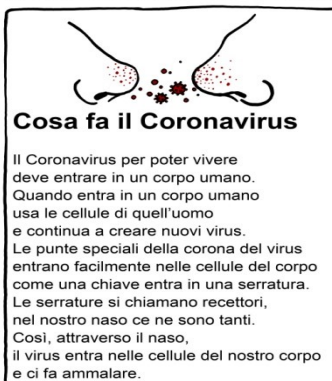 Cosa fa il Coronavirus
Il Coronavirus per poter vivere
deve entrare in un corpo umano.
Quando entra in un corpo umano
usa le cellule di quell'uomo
e continua a creare nuovi virus.
Le punte speciali della corona del virus
entrano facilmente nelle cellule del corpo
come una chiave entra in una serratura.
Le serrature si chiamano recettori,
nel nostro naso ce ne sono tanti.
Così, attraverso il naso,
il virus entra nelle cellule del nostro corpo
e ci fa ammalare.